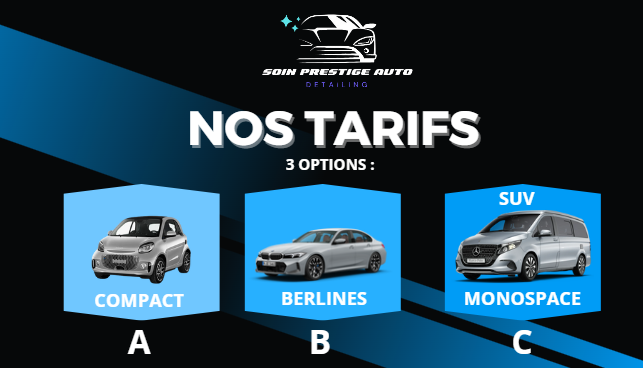 SOIN PRESTIGE AUTO
DETAILING
NOS TARIFS
3 OPTIONS :
SUV
COMPACT
BERLINES
MONOSPACE
A
B
C